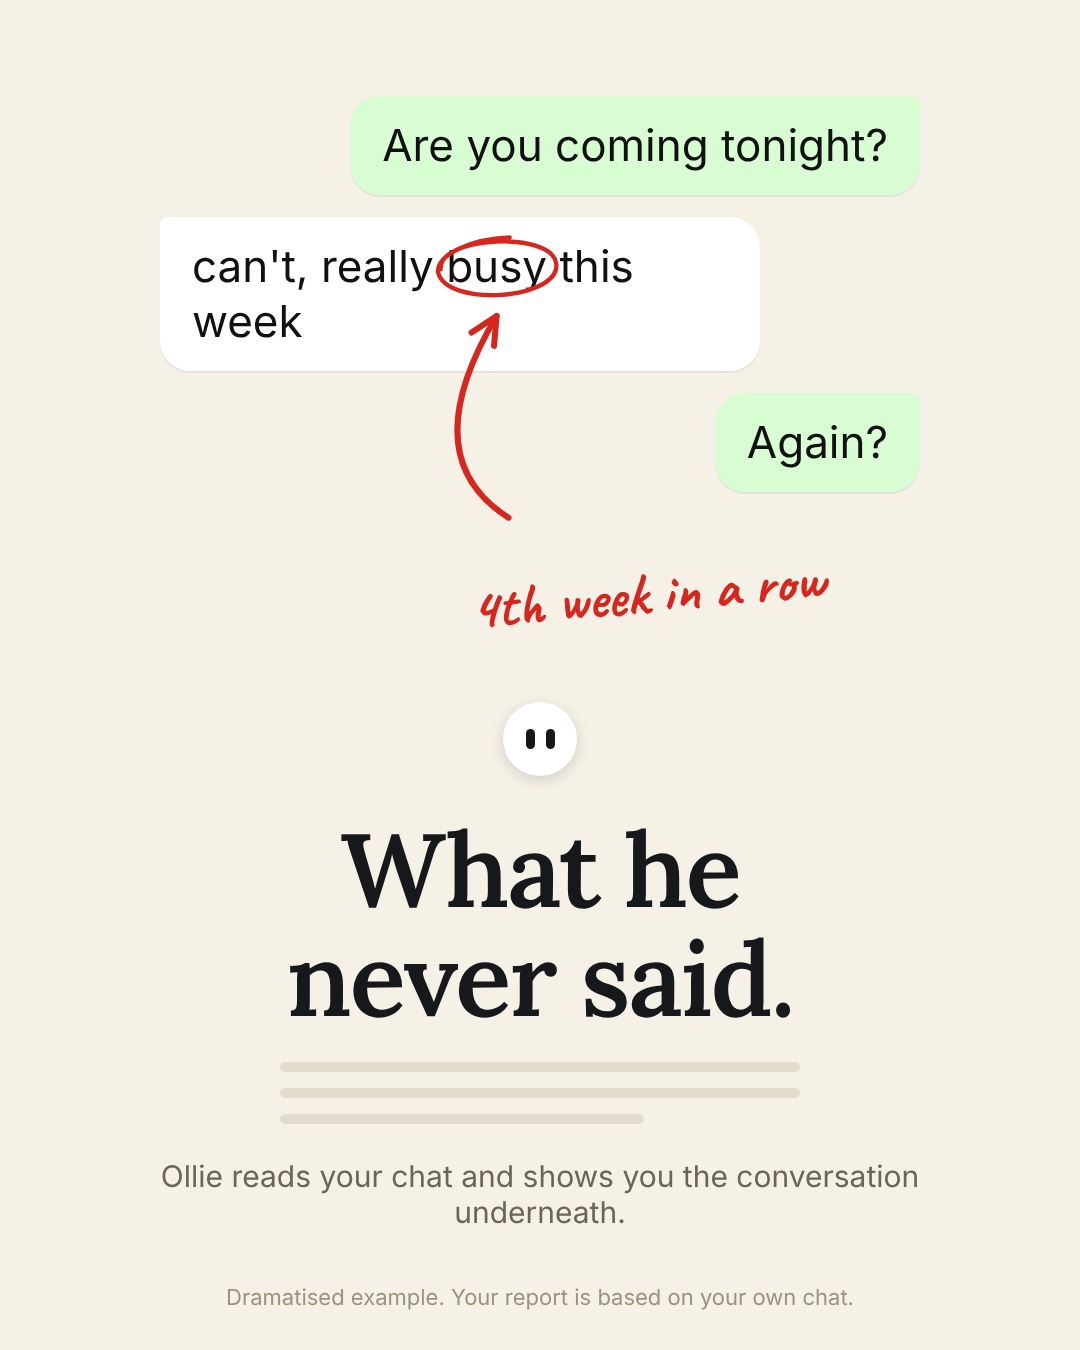 Are you coming tonight?
can't, really busy this
week
Again?
4th week in a row
What he
never said.
Ollie reads your chat and shows you the conversation
underneath.
Dramatised example. Your report is based on your own chat.